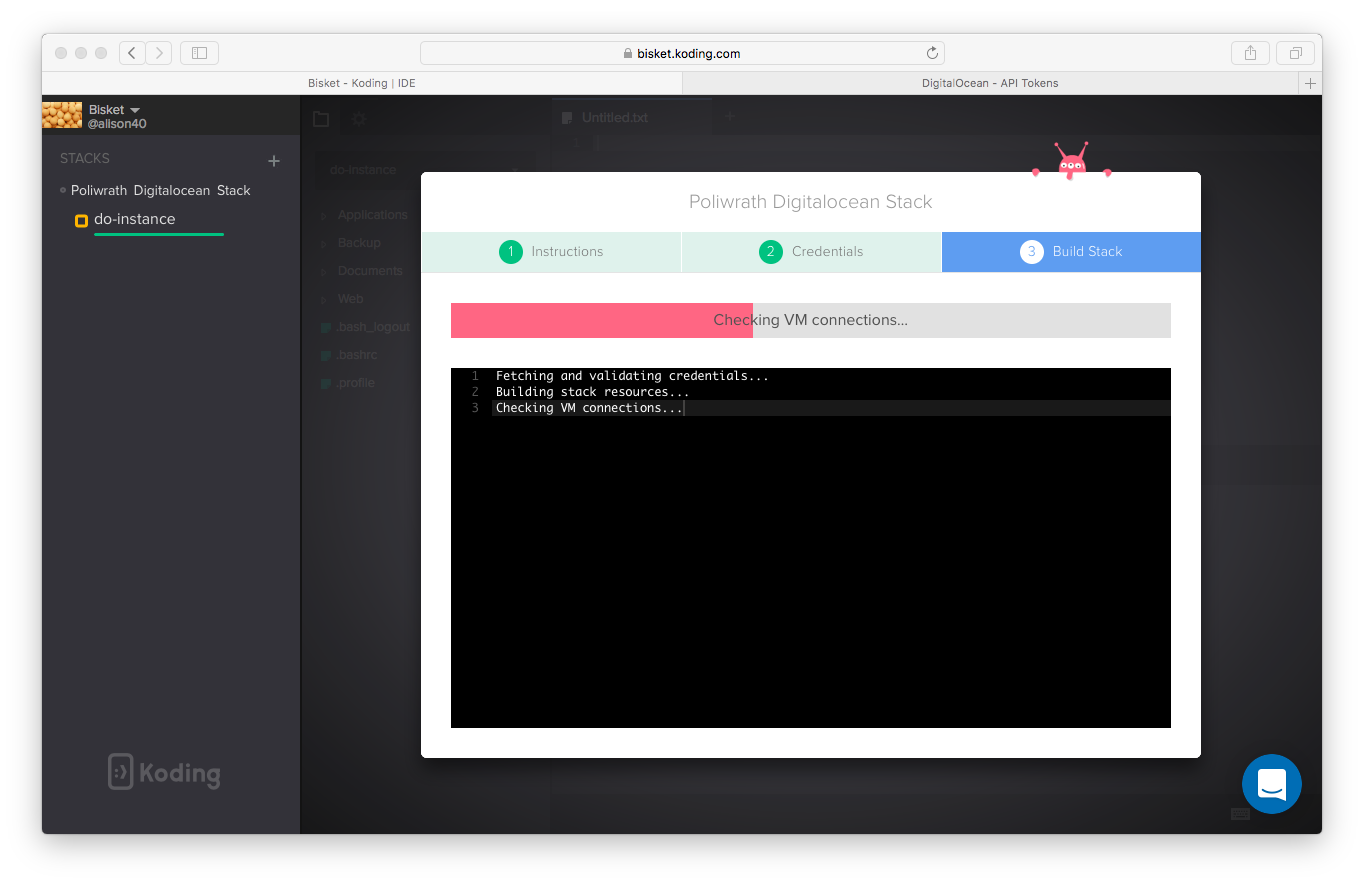 bisket.koding.com
Bisket - Koding | IDE
DigitalOcean - API Tokens
Bisket
@alison40
STACKS
Poliwrath Digitalocean Stack
do-instance
Koding
Untitled.txt
1
do-instance
Applications
Backup
Documents
Web
.bash_logout
.bashrc
.profile
Poliwrath Digitalocean Stack
1 Instructions
2 Credentials
3 Build Stack
Checking VM connections...
1 Fetching and validating credentials...
2 Building stack resources...
3 Checking VM connections...